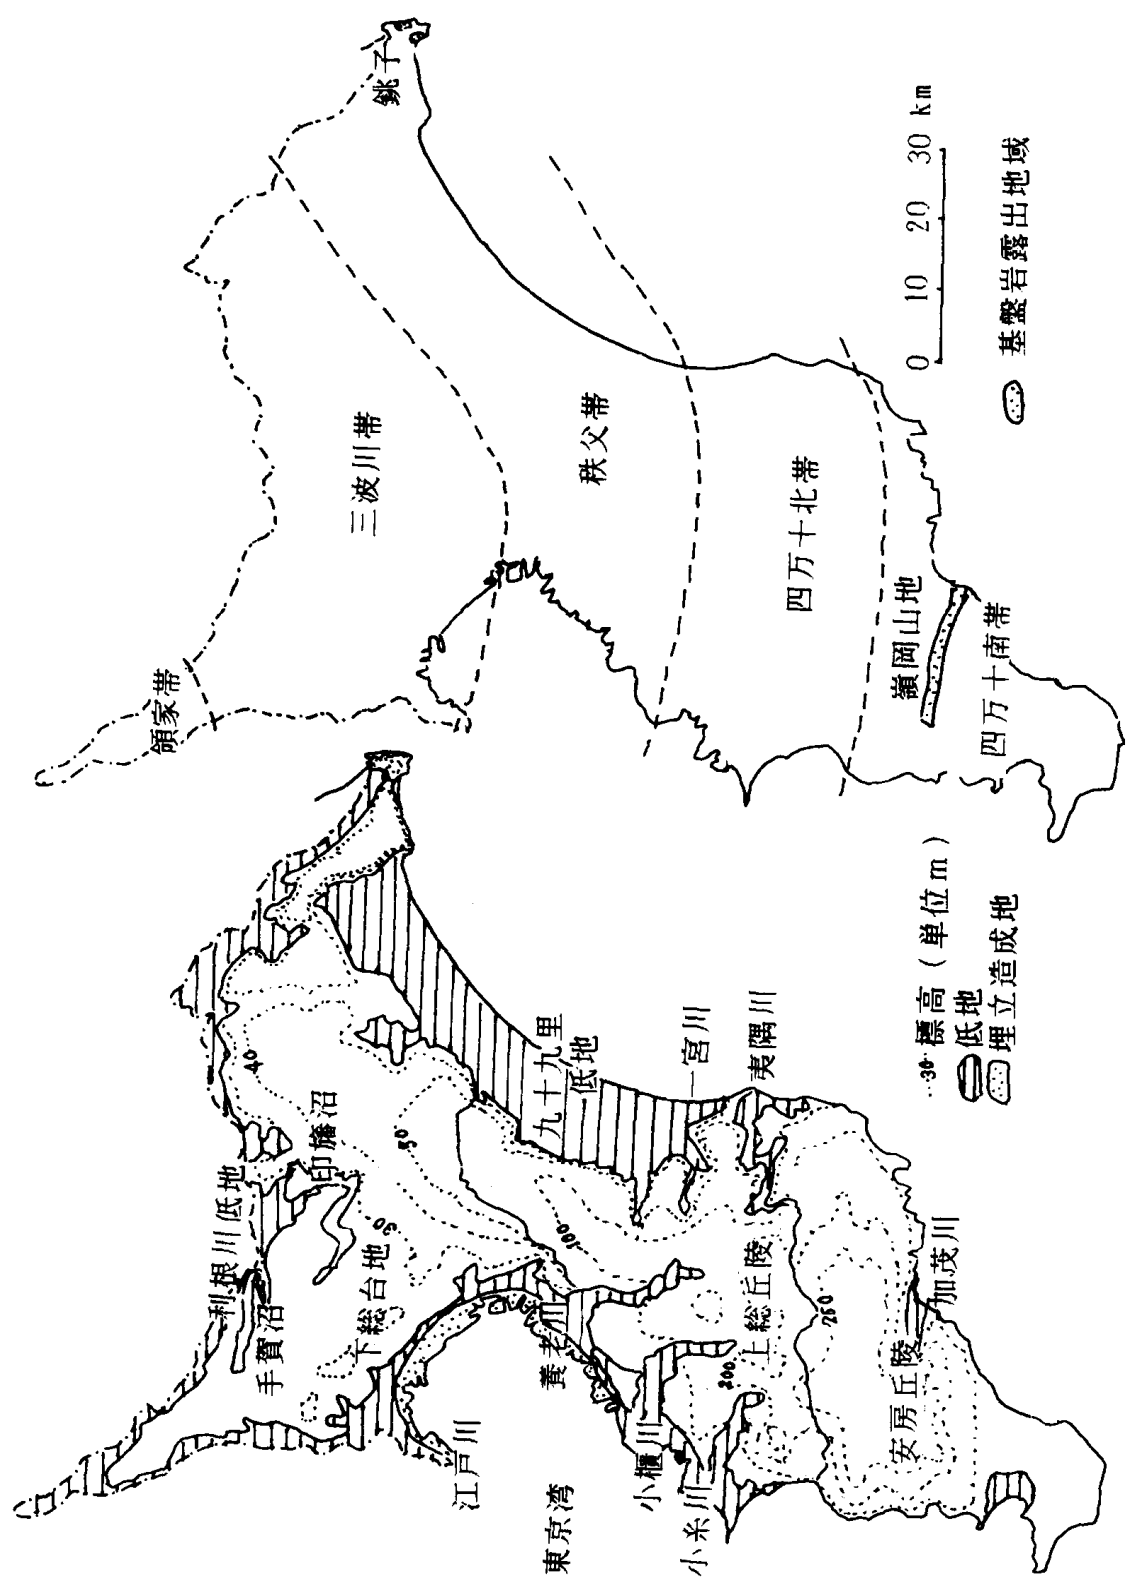 領家帯
三波川帯
秩父帯
四万十北帯
嶺岡山地
四万十南帯
銚子
0 10 20 30 km
基盤岩露出地域
利根川低地
手賀沼
印旛沼
下総台地
江戸川
東京湾
九十九里
低地
養老川
一宮川
夷隅川
小櫃川
小糸川
上総丘陵
安房丘陵
加茂川
40
50
30
100
200
250
·30· 標高(単位m)
低地
埋立造成地